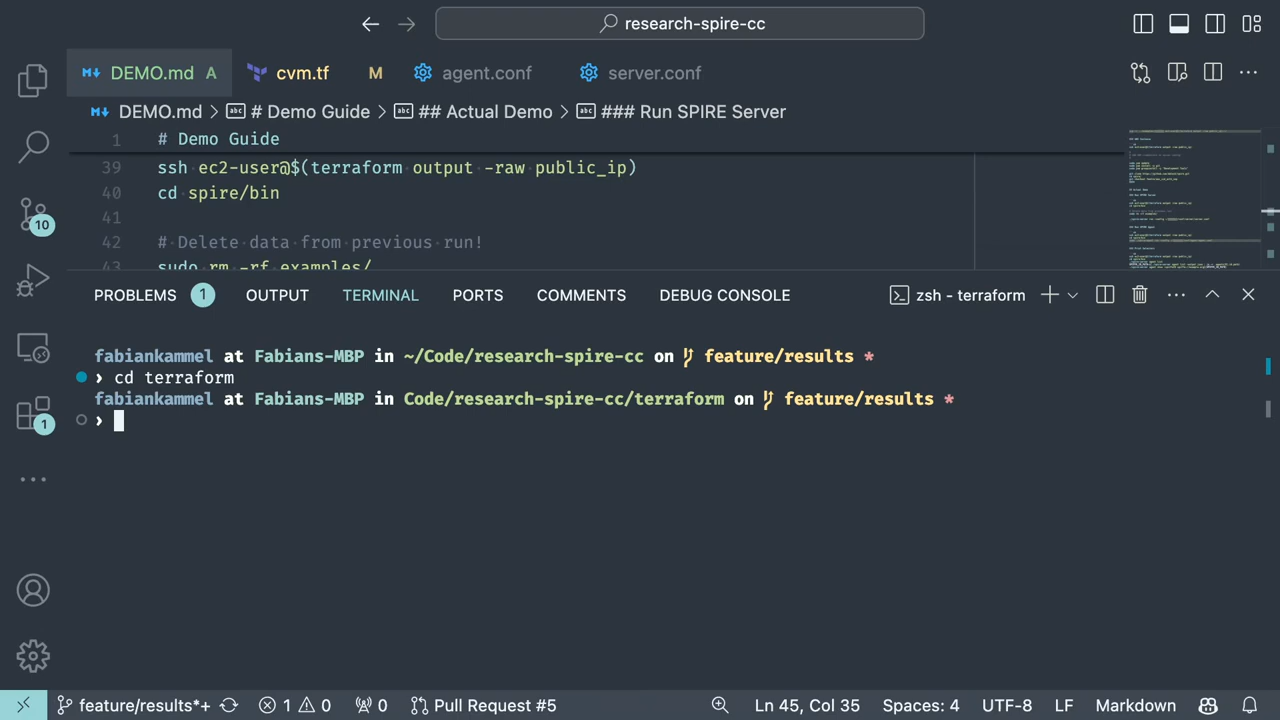 research-spire-cc
DEMO.md A cvm.tf M agent.conf server.conf
DEMO.md > # Demo Guide > ## Actual Demo > ### Run SPIRE Server
1 # Demo Guide
39 ssh ec2-user@$(terraform output -raw public_ip)
40 cd spire/bin
41
42 # Delete data from previous run!
43 sudo rm -rf examples/
PROBLEMS 1 OUTPUT TERMINAL PORTS COMMENTS DEBUG CONSOLE zsh - terraform
fabiankammel at Fabians-MBP in ~/Code/research-spire-cc on feature/results *
› cd terraform
fabiankammel at Fabians-MBP in Code/research-spire-cc/terraform on feature/results *
›
10
1
feature/results*+ 1 0 0 Pull Request #5 Ln 45, Col 35 Spaces: 4 UTF-8 LF Markdown